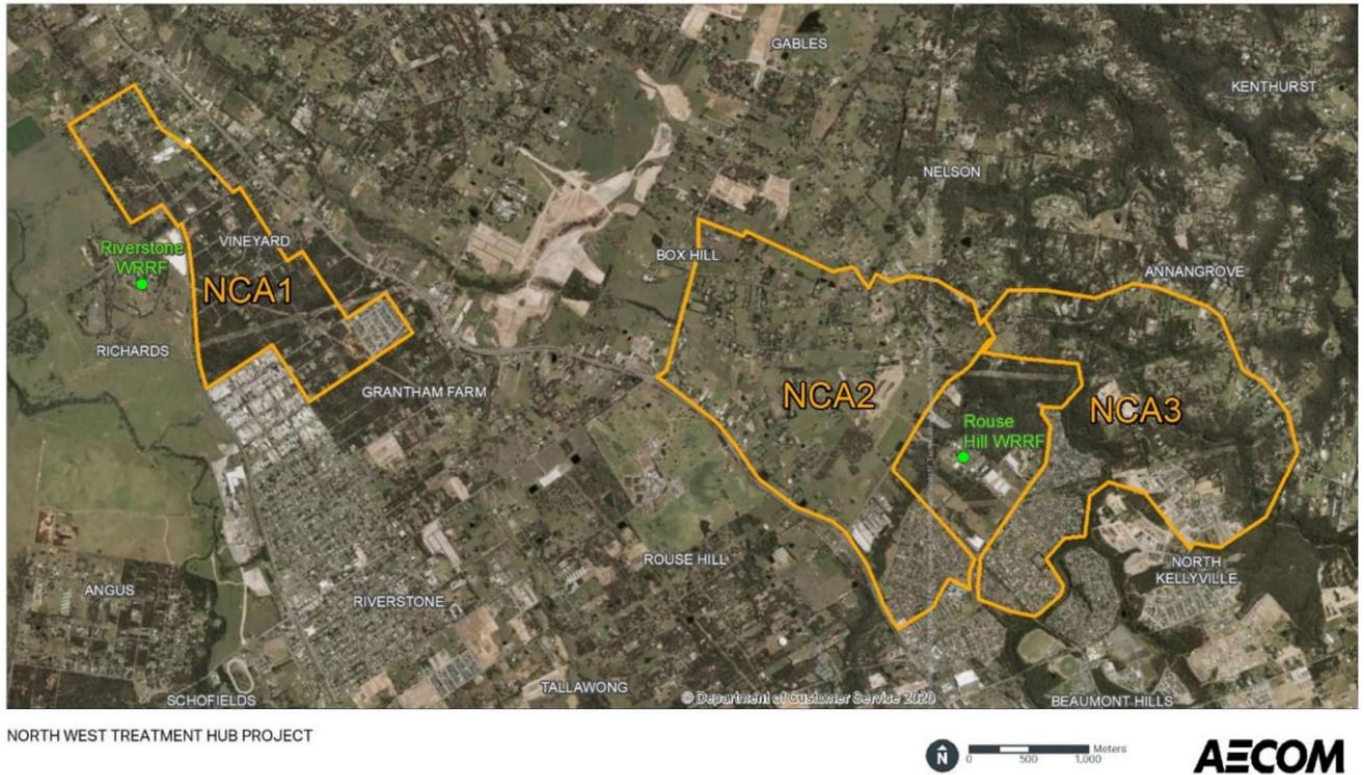 GABLES
KENTHURST
NELSON
VINEYARD
Riverstone
WRRF
BOX HILL
ANNANGROVE
NCA1
RICHARDS
GRANTHAM FARM
NCA2
NCA3
Rouse
Hill WRRF
ROUSE HILL
NORTH
KELLYVILLE
ANGUS
RIVERSTONE
TALLAWONG
SCHOFIELDS
© Department of Customer Service 2020
BEAUMONT HILLS
NORTH WEST TREATMENT HUB PROJECT
N
Meters
0 500 1,000
AECOM